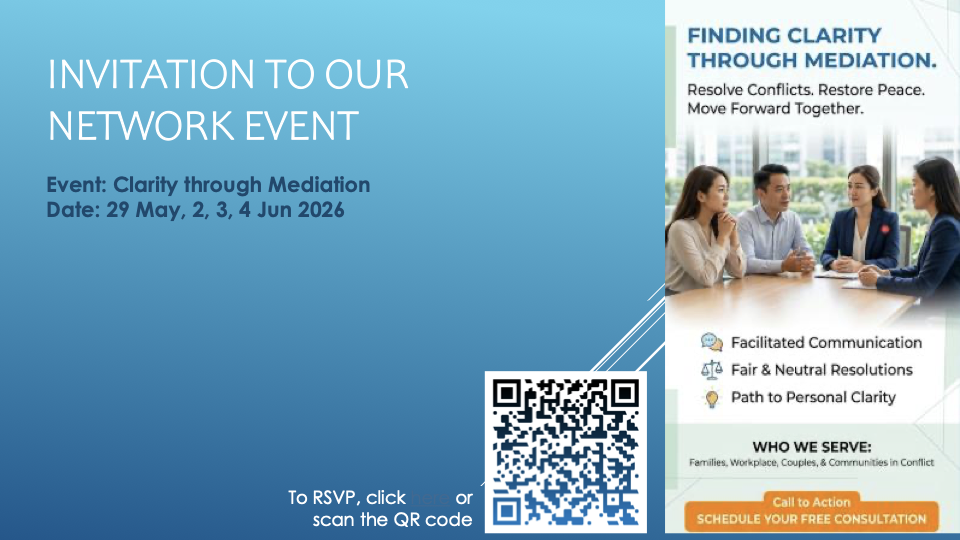 INVITATION TO OUR
NETWORK EVENT
Event: Clarity through Mediation
Date: 29 May, 2, 3, 4 Jun 2026
To RSVP, click here or
scan the QR code
FINDING CLARITY
THROUGH MEDIATION.
Resolve Conflicts. Restore Peace.
Move Forward Together.
Facilitated Communication
Fair & Neutral Resolutions
Path to Personal Clarity
WHO WE SERVE:
Families, Workplace, Couples, & Communities in Conflict
Call to Action
SCHEDULE YOUR FREE CONSULTATION